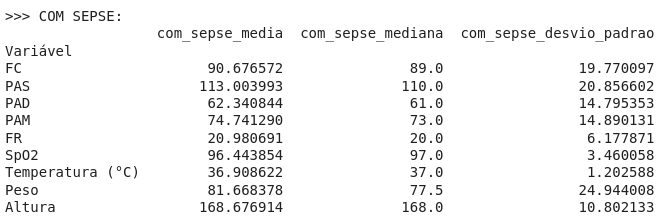 >>> COM SEPSE:
com_sepse_media com_sepse_mediana com_sepse_desvio_padrao
Variável
FC 90.676572 89.0 19.770097
PAS 113.003993 110.0 20.856602
PAD 62.340844 61.0 14.795353
PAM 74.741290 73.0 14.890131
FR 20.980691 20.0 6.177871
SpO2 96.443854 97.0 3.460058
Temperatura (°C) 36.908622 37.0 1.202588
Peso 81.668378 77.5 24.944008
Altura 168.676914 168.0 10.802133